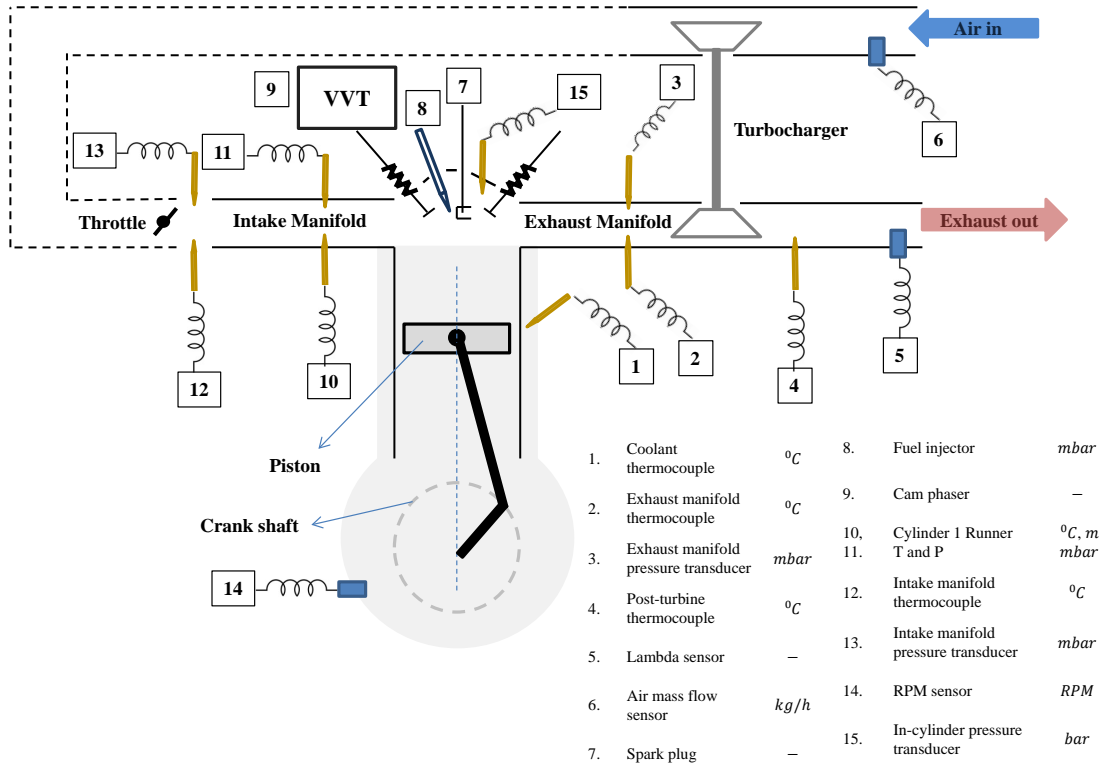 Air in
9
VVT
7
8
15
3
Turbocharger
6
13
11
Throttle
Intake Manifold
Exhaust Manifold
Exhaust out
12
10
1
2
4
5
Piston
Crank shaft
14
1. Coolant thermocouple ⁰C
2. Exhaust manifold thermocouple ⁰C
3. Exhaust manifold pressure transducer mbar
4. Post-turbine thermocouple ⁰C
5. Lambda sensor –
6. Air mass flow sensor kg/h
7. Spark plug –
8. Fuel injector mbar
9. Cam phaser –
10, Cylinder 1 Runner ⁰C, m
11. T and P mbar
12. Intake manifold thermocouple ⁰C
13. Intake manifold pressure transducer mbar
14. RPM sensor RPM
15. In-cylinder pressure transducer bar